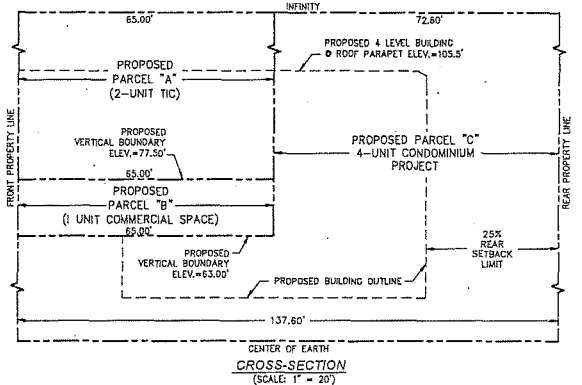 INFINITY
65.00'
72.60'
PROPOSED 4 LEVEL BUILDING
@ ROOF PARAPET ELEV.=105.5'
PROPOSED
PARCEL "A"
(2-UNIT TIC)
PROPOSED
VERTICAL BOUNDARY
ELEV.=77.50'
65.00'
PROPOSED PARCEL "C"
4-UNIT CONDOMINIUM
PROJECT
PROPOSED
PARCEL "B"
(1 UNIT COMMERCIAL SPACE)
65.00'
PROPOSED
VERTICAL BOUNDARY
ELEV.=63.00'
25%
REAR
SETBACK
LIMIT
PROPOSED BUILDING OUTLINE
FRONT PROPERTY LINE
REAR PROPERTY LINE
137.60'
CENTER OF EARTH
CROSS-SECTION
(SCALE: 1" = 20')